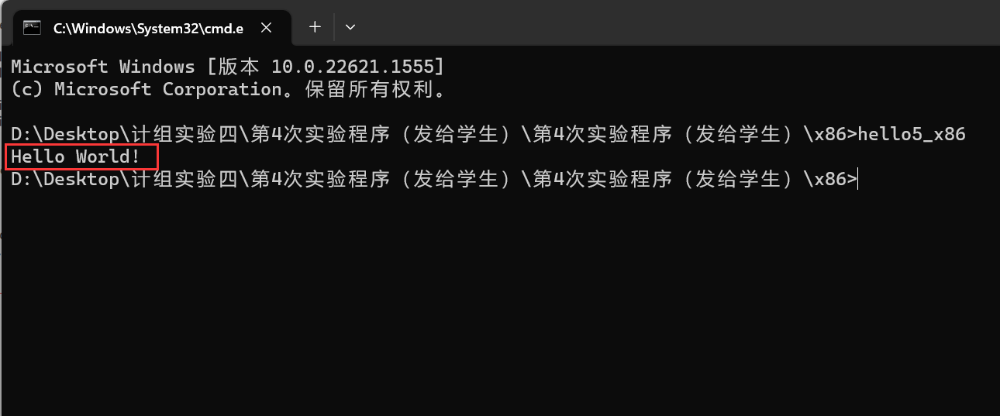 C:\Windows\System32\cmd.e
Microsoft Windows [版本 10.0.22621.1555]
(c) Microsoft Corporation。保留所有权利。
D:\Desktop\计组实验四\第4次实验程序（发给学生）\第4次实验程序（发给学生）\x86>hello5_x86
Hello World!
D:\Desktop\计组实验四\第4次实验程序（发给学生）\第4次实验程序（发给学生）\x86>